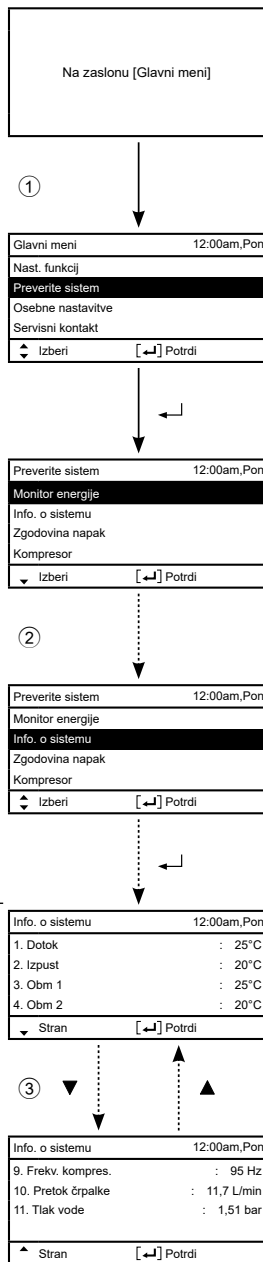 Na zaslonu [Glavni meni]
①
Glavni meni 12:00am,Pon
Nast. funkcij
Preverite sistem
Osebne nastavitve
Servisni kontakt
Izberi [↵] Potrdi
Preverite sistem 12:00am,Pon
Monitor energije
Info. o sistemu
Zgodovina napak
Kompresor
Izberi [↵] Potrdi
②
Preverite sistem 12:00am,Pon
Monitor energije
Info. o sistemu
Zgodovina napak
Kompresor
Izberi [↵] Potrdi
Info. o sistemu 12:00am,Pon
1. Dotok : 25°C
2. Izpust : 20°C
3. Obm 1 : 25°C
4. Obm 2 : 20°C
Stran [↵] Potrdi
③ ▼ ▲
Info. o sistemu 12:00am,Pon
9. Frekv. kompres. : 95 Hz
10. Pretok črpalke : 11,7 L/min
11. Tlak vode : 1,51 bar
Stran [↵] Potrdi